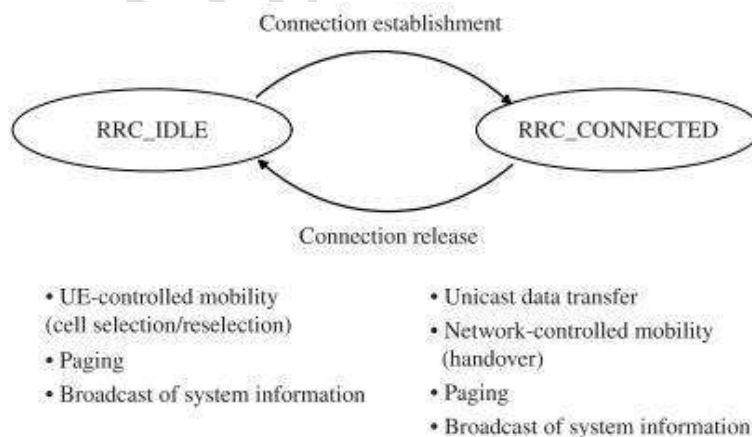 Connection establishment
RRC_IDLE
RRC_CONNECTED
Connection release
• UE-controlled mobility
(cell selection/reselection)
• Paging
• Broadcast of system information
• Unicast data transfer
• Network-controlled mobility
(handover)
• Paging
• Broadcast of system information